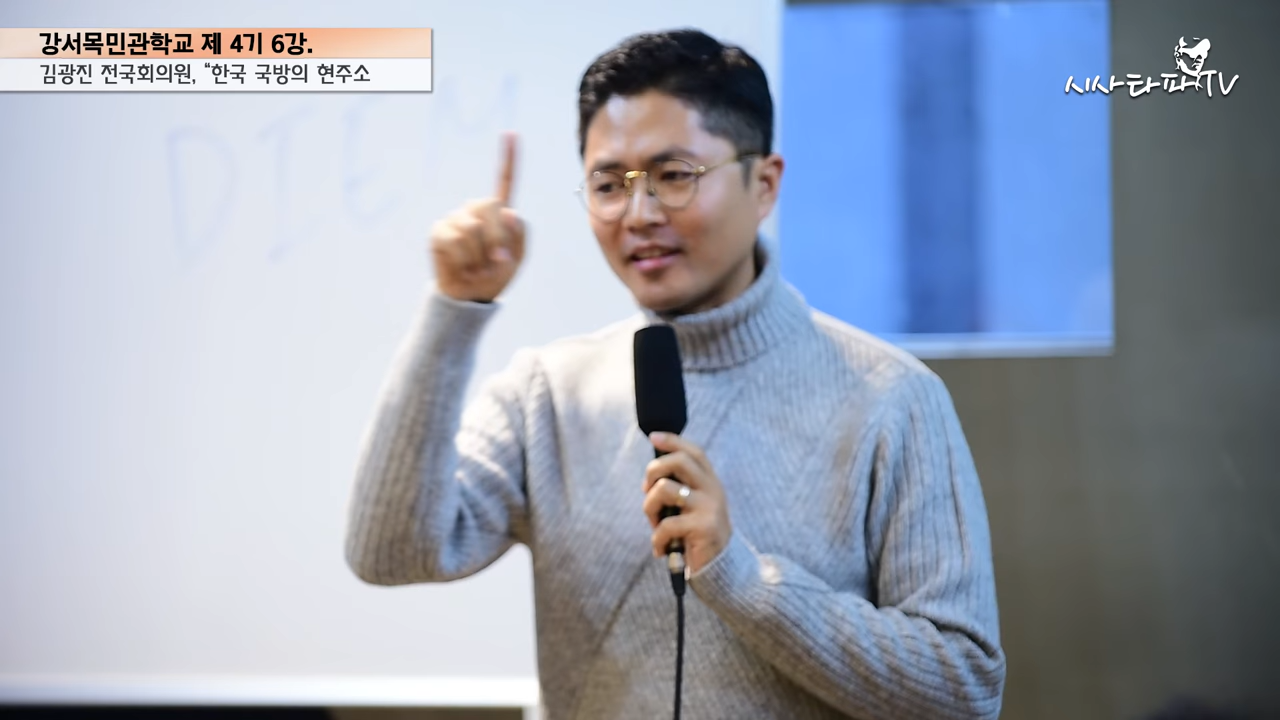 강서목민관학교 제 4기 6강.
김광진 전국회의원, “한국 국방의 현주소
시사타파TV
DIEM